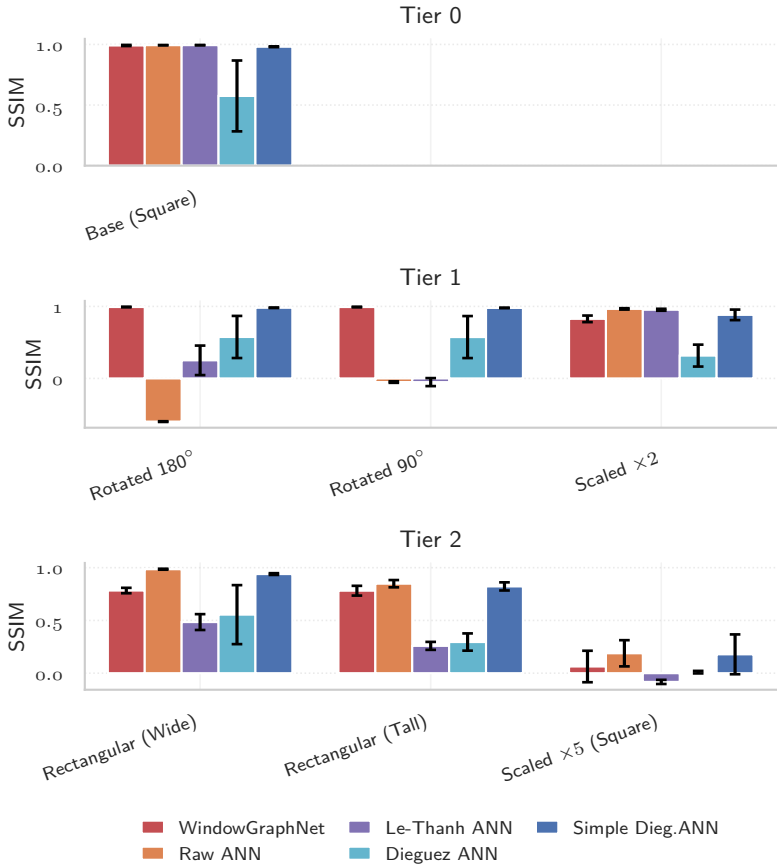 Tier 0
SSIM
1.0
0.5
0.0
Base (Square)
Tier 1
SSIM
1
0
Rotated 180°
Rotated 90°
Scaled ×2
Tier 2
SSIM
1.0
0.5
0.0
Rectangular (Wide)
Rectangular (Tall)
Scaled ×5 (Square)
WindowGraphNet
Le-Thanh ANN
Simple Dieg.ANN
Raw ANN
Dieguez ANN